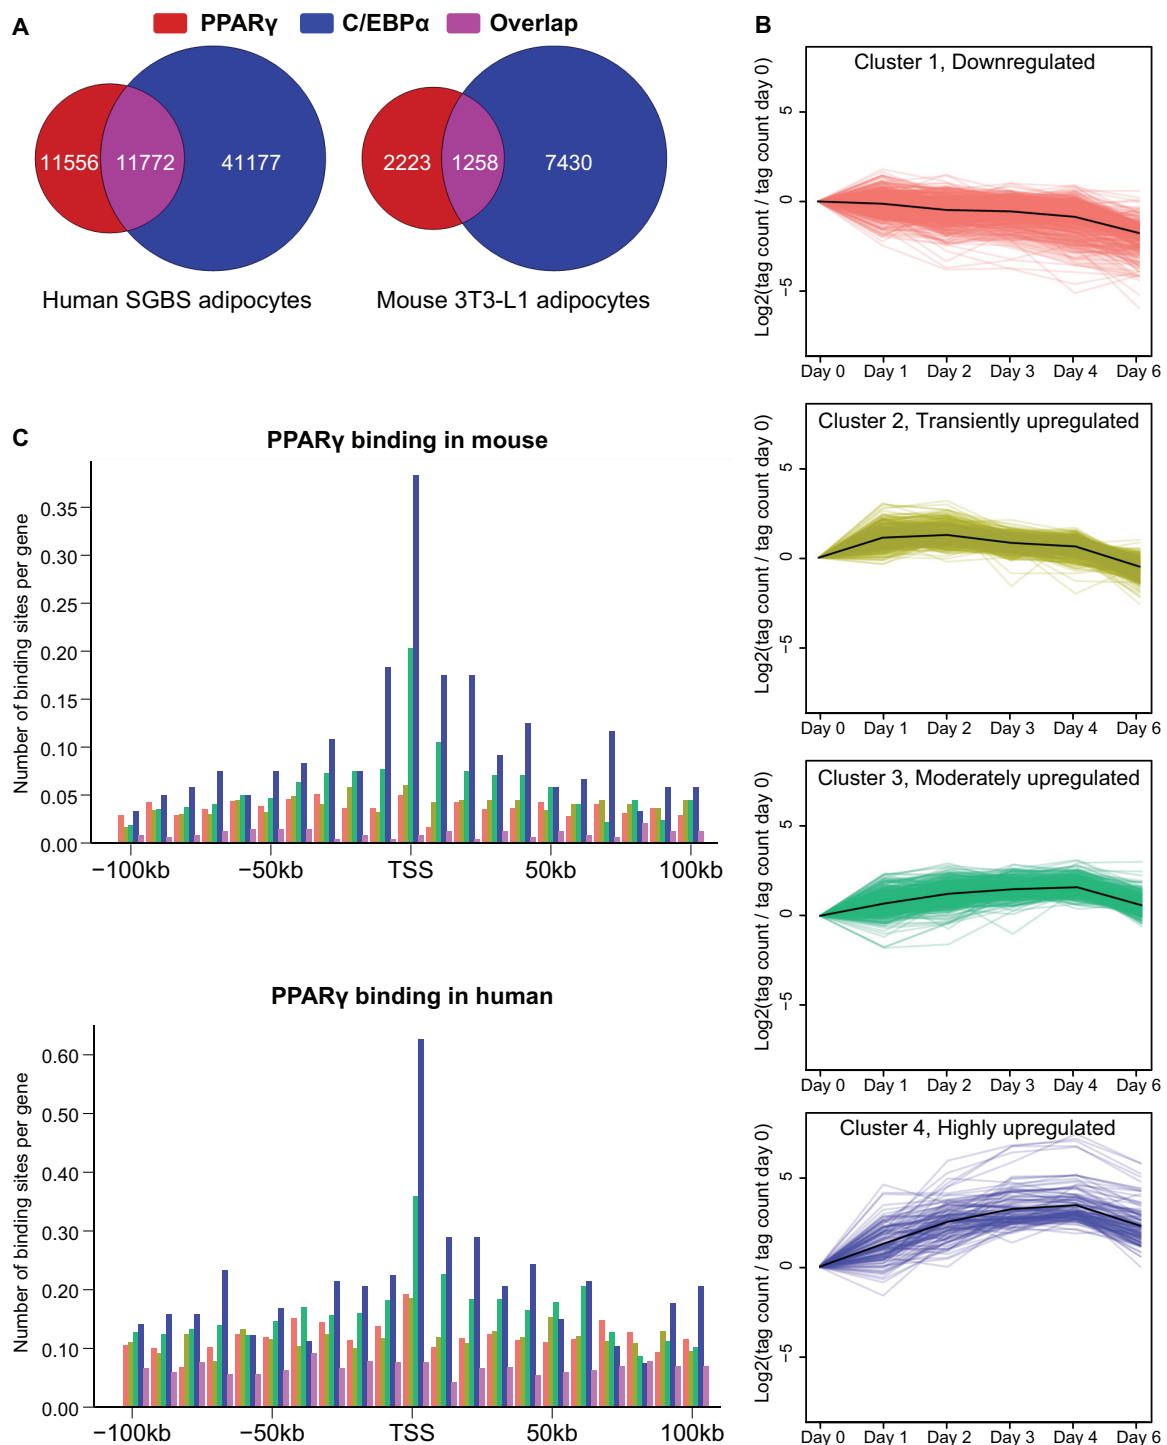 A
PPARγ C/EBPα Overlap
11556 11772 41177
2223 1258 7430
Human SGBS adipocytes
Mouse 3T3-L1 adipocytes
B
Cluster 1, Downregulated
Log2(tag count / tag count day 0)
5
0
−5
Day 0 Day 1 Day 2 Day 3 Day 4 Day 6
Cluster 2, Transiently upregulated
Log2(tag count / tag count day 0)
5
0
−5
Day 0 Day 1 Day 2 Day 3 Day 4 Day 6
Cluster 3, Moderately upregulated
Log2(tag count / tag count day 0)
5
0
−5
Day 0 Day 1 Day 2 Day 3 Day 4 Day 6
Cluster 4, Highly upregulated
Log2(tag count / tag count day 0)
5
0
−5
Day 0 Day 1 Day 2 Day 3 Day 4 Day 6
C
PPARγ binding in mouse
Number of binding sites per gene
0.35
0.30
0.25
0.20
0.15
0.10
0.05
0.00
−100kb −50kb TSS 50kb 100kb
PPARγ binding in human
Number of binding sites per gene
0.60
0.50
0.40
0.30
0.20
0.10
0.00
−100kb −50kb TSS 50kb 100kb